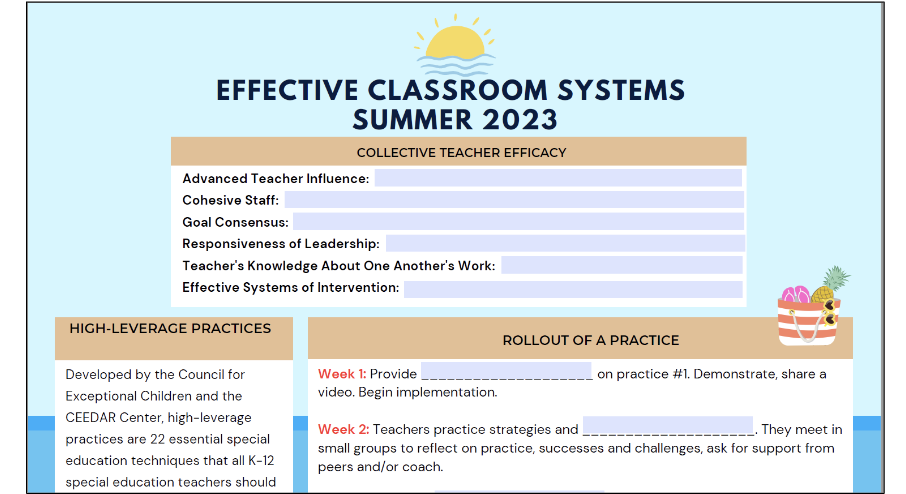 EFFECTIVE CLASSROOM SYSTEMS
SUMMER 2023
COLLECTIVE TEACHER EFFICACY
Advanced Teacher Influence:
Cohesive Staff:
Goal Consensus:
Responsiveness of Leadership:
Teacher's Knowledge About One Another's Work:
Effective Systems of Intervention:
HIGH-LEVERAGE PRACTICES
Developed by the Council for
Exceptional Children and the
CEEDAR Center, high-leverage
practices are 22 essential special
education techniques that all K-12
special education teachers should
ROLLOUT OF A PRACTICE
Week 1: Provide ____________________ on practice #1. Demonstrate, share a
video. Begin implementation.
Week 2: Teachers practice strategies and ____________________. They meet in
small groups to reflect on practice, successes and challenges, ask for support from
peers and/or coach.